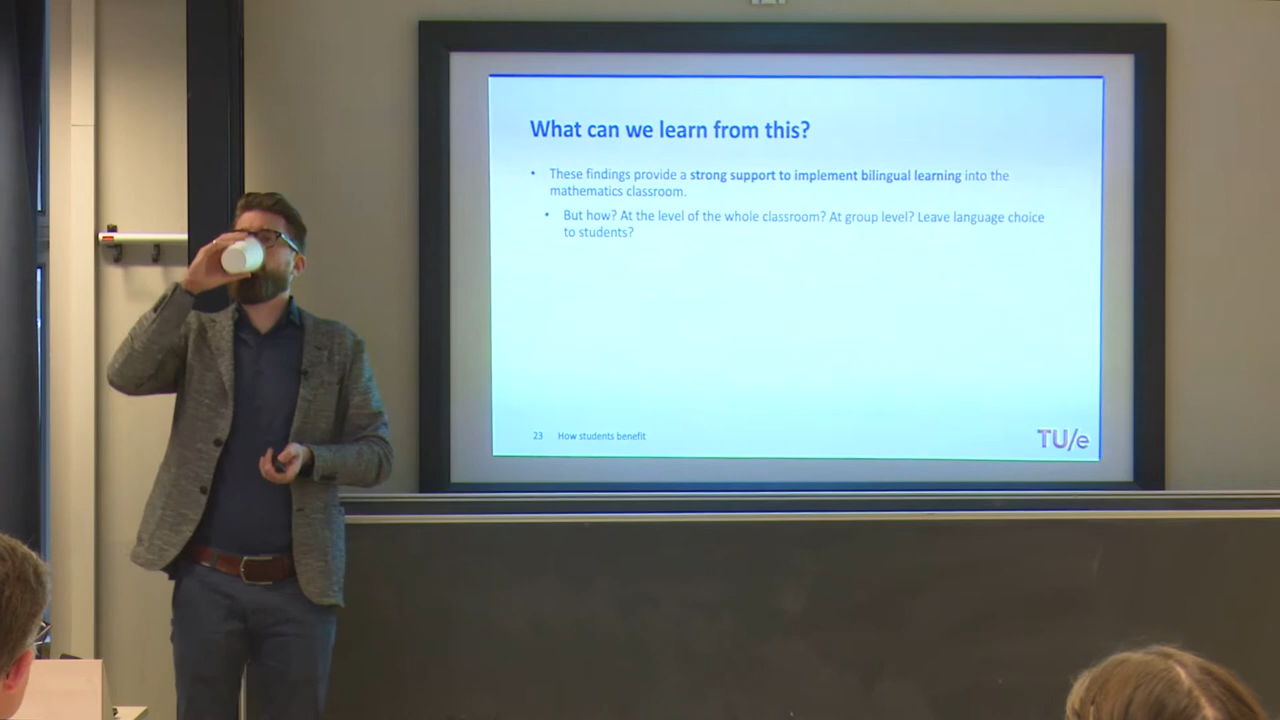 What can we learn from this?
• These findings provide a strong support to implement bilingual learning into the
mathematics classroom.
• But how? At the level of the whole classroom? At group level? Leave language choice
to students?
23 How students benefit
TU/e